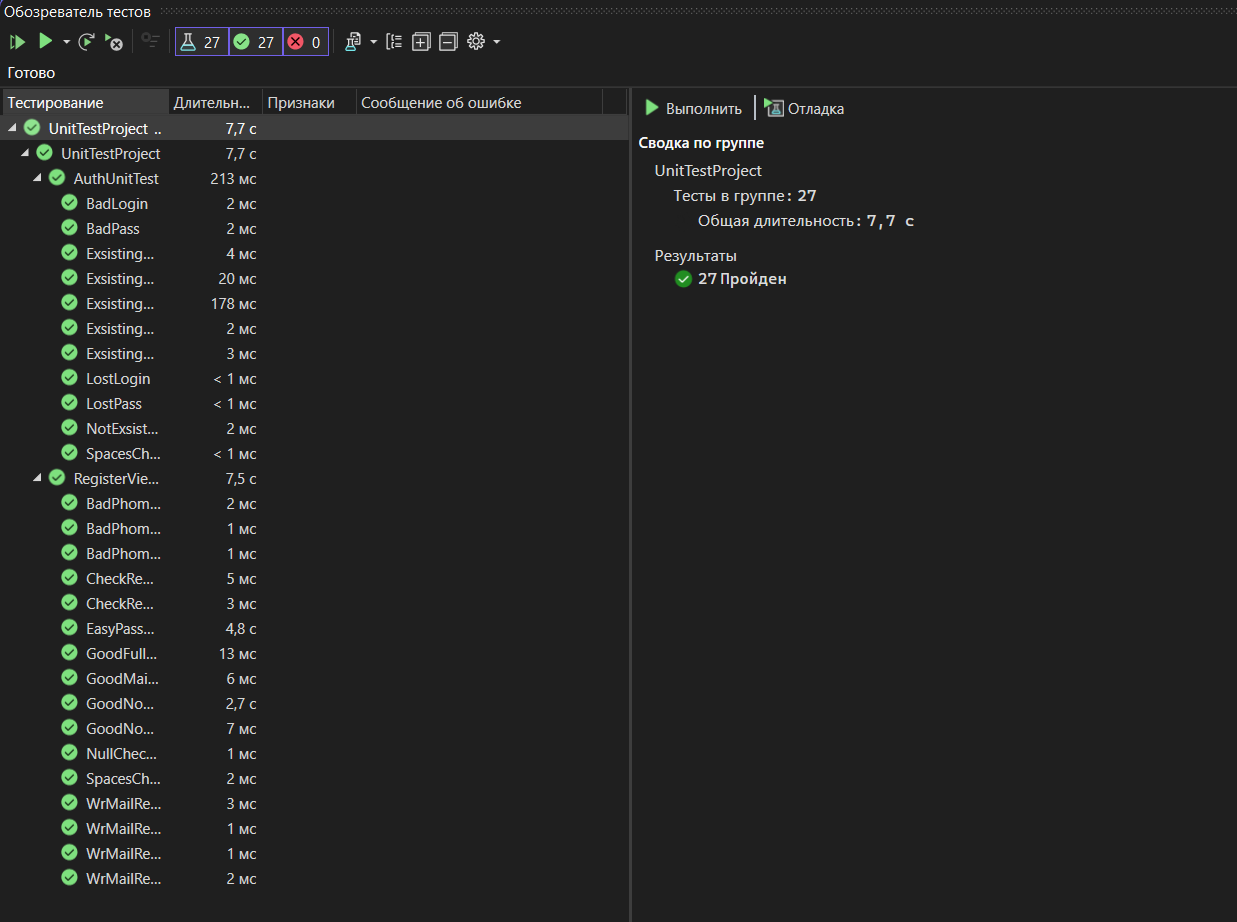 Обозреватель тестов
27 27 0
Готово
Тестирование Длительн... Признаки Сообщение об ошибке
UnitTestProject .. 7,7 с
UnitTestProject 7,7 с
AuthUnitTest 213 мс
BadLogin 2 мс
BadPass 2 мс
Exsisting... 4 мс
Exsisting... 20 мс
Exsisting... 178 мс
Exsisting... 2 мс
Exsisting... 3 мс
LostLogin < 1 мс
LostPass < 1 мс
NotExsist... 2 мс
SpacesCh... < 1 мс
RegisterVie... 7,5 с
BadPhom... 2 мс
BadPhom... 1 мс
BadPhom... 1 мс
CheckRe... 5 мс
CheckRe... 3 мс
EasyPass... 4,8 с
GoodFull... 13 мс
GoodMai... 6 мс
GoodNo... 2,7 с
GoodNo... 7 мс
NullChec... 1 мс
SpacesCh... 2 мс
WrMailRe... 3 мс
WrMailRe... 1 мс
WrMailRe... 1 мс
WrMailRe... 2 мс
Выполнить Отладка
Сводка по группе
UnitTestProject
Тесты в группе: 27
Общая длительность: 7,7 с
Результаты
27 Пройден